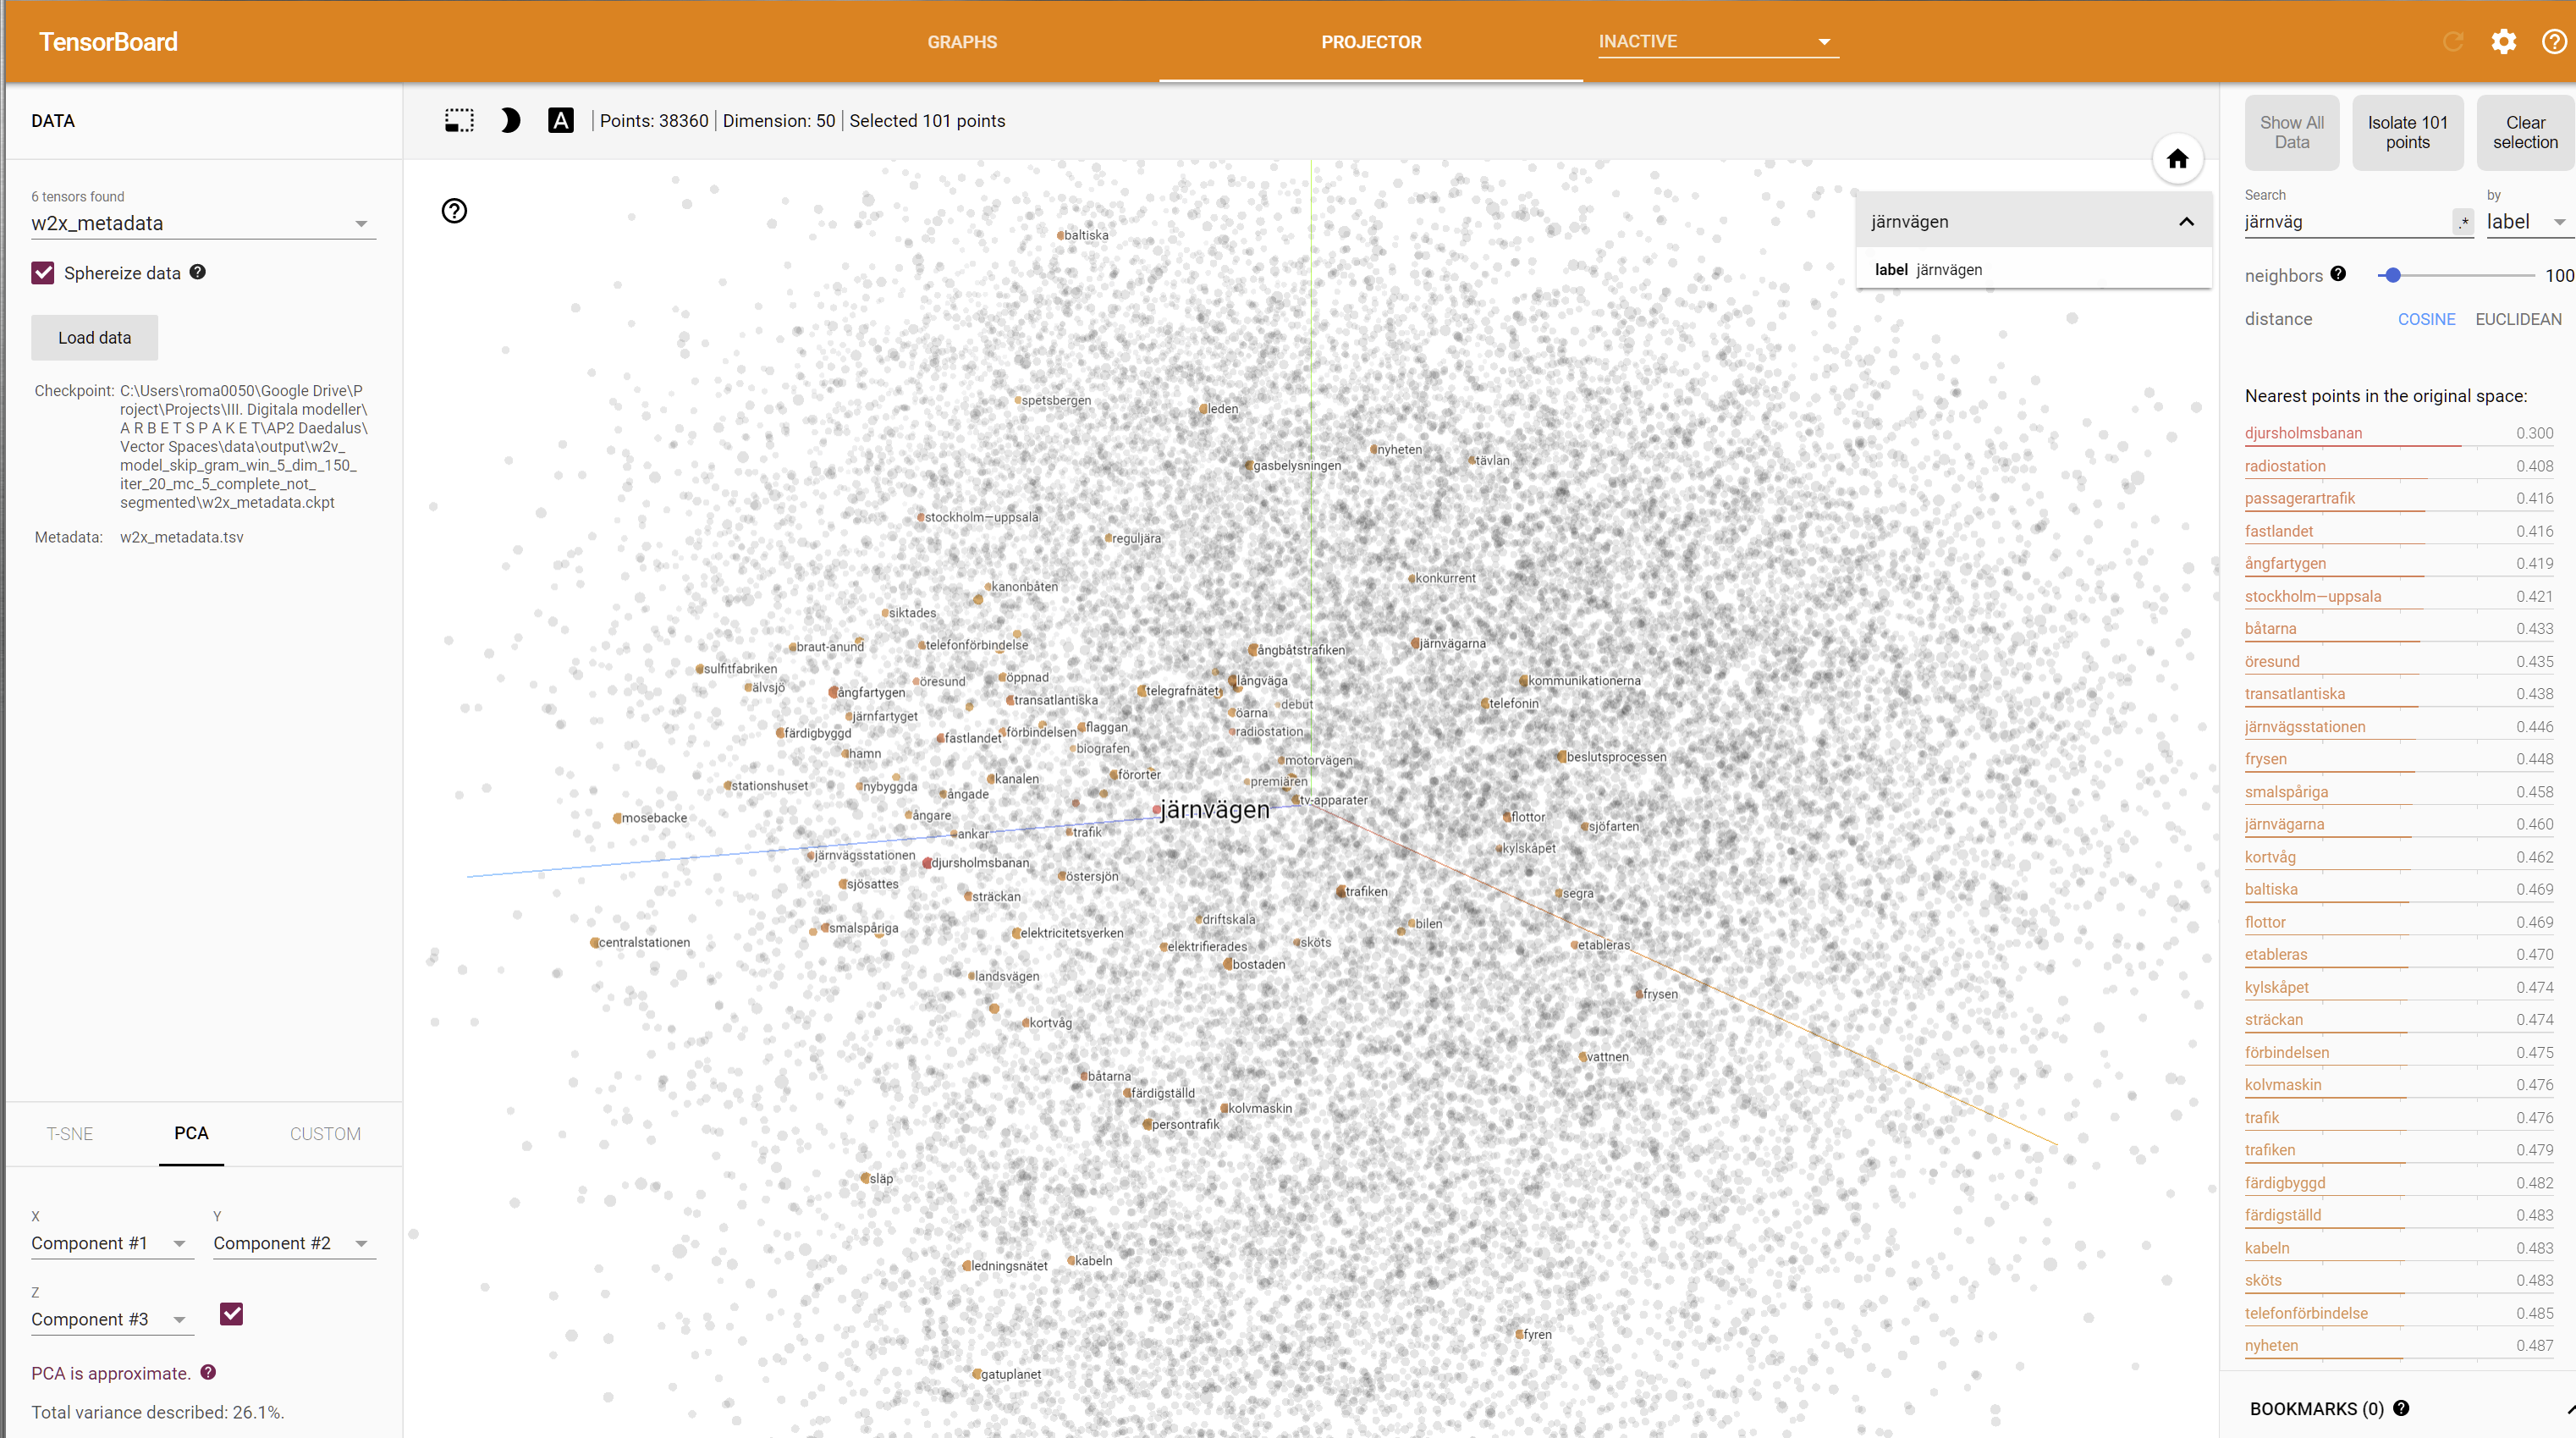 TensorBoard
GRAPHS
PROJECTOR
INACTIVE
DATA
6 tensors found
w2x_metadata
Sphereize data
Load data
Checkpoint: C:\Users\roma0050\Google Drive\P
roject\Projects\III. Digitala modeller\
A R B E T S P A K E T\AP2 Daedalus\
Vector Spaces\data\output\w2v_
model_skip_gram_win_5_dim_150_
iter_20_mc_5_complete_not_
segmented\w2x_metadata.ckpt
Metadata: w2x_metadata.tsv
T-SNE
PCA
CUSTOM
X
Y
Component #1
Component #2
Z
Component #3
PCA is approximate.
Total variance described: 26.1%.
A
Points: 38360 | Dimension: 50 | Selected 101 points
järnvägen
label järnvägen
baltiska
spetsbergen
leden
nyheten
gasbelysningen
tävlan
stockholm–uppsala
reguljära
konkurrent
kanonbåten
siktades
braut-anund
telefonförbindelse
ångbåtstrafiken
järnvägarna
sulfitfabriken
älvsjö
öresund
öppnad
långväga
kommunikationerna
ångfartygen
transatlantiska
telegrafnätet
debut
telefonin
järnfartyget
öarna
färdigbyggd
fastlandet
förbindelsen
flaggan
radiostation
hamn
biografen
motorvägen
beslutsprocessen
stationshuset
nybyggda
kanalen
förorter
premiären
ångade
tv-apparater
mosebacke
ångare
järnvägen
flottor
sjöfarten
ankar
trafik
kylskåpet
järnvägsstationen
djursholmsbanan
sjösattes
östersjön
sträckan
trafiken
segra
smalspåriga
driftskala
bilen
centralstationen
elektricitetsverken
elektrifierades
sköts
etableras
bostaden
landsvägen
frysen
kortvåg
vattnen
båtarna
färdigställd
kolvmaskin
persontrafik
släp
ledningsnätet
kabeln
fyren
gatuplanet
Show All
Data
Isolate 101
points
Clear
selection
Search
by
järnväg
.*
label
neighbors
100
distance
COSINE
EUCLIDEAN
Nearest points in the original space:
djursholmsbanan 0.300
radiostation 0.408
passagerartrafik 0.416
fastlandet 0.416
ångfartygen 0.419
stockholm–uppsala 0.421
båtarna 0.433
öresund 0.435
transatlantiska 0.438
järnvägsstationen 0.446
frysen 0.448
smalspåriga 0.458
järnvägarna 0.460
kortvåg 0.462
baltiska 0.469
flottor 0.469
etableras 0.470
kylskåpet 0.474
sträckan 0.474
förbindelsen 0.475
kolvmaskin 0.476
trafik 0.476
trafiken 0.479
färdigbyggd 0.482
färdigställd 0.483
kabeln 0.483
sköts 0.483
telefonförbindelse 0.485
nyheten 0.487
BOOKMARKS (0)